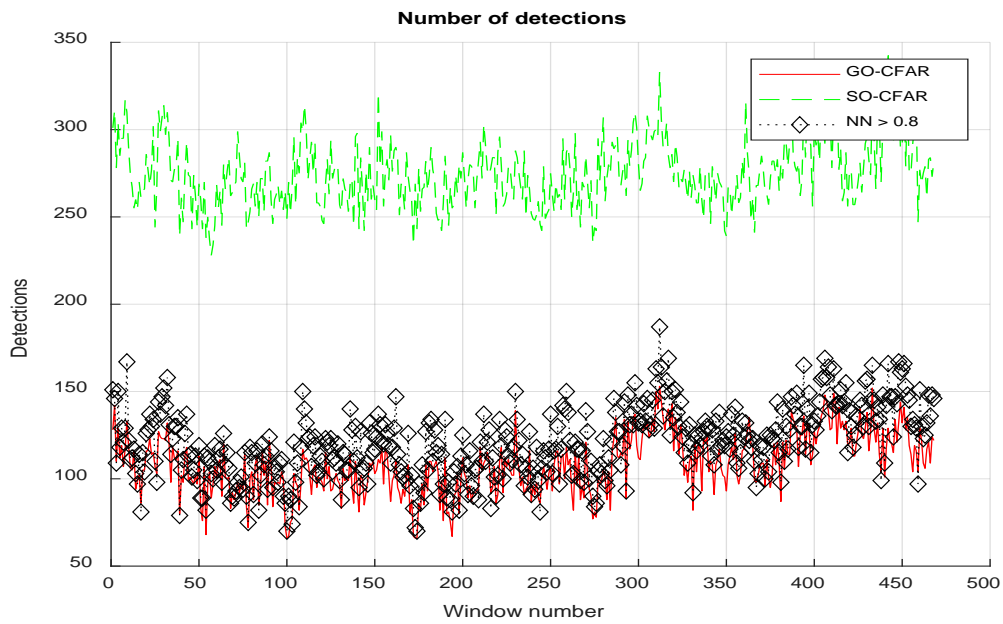 Number of detections
350
300
250
200
150
100
50
Detections
GO-CFAR
SO-CFAR
NN > 0.8
0 50 100 150 200 250 300 350 400 450 500
Window number